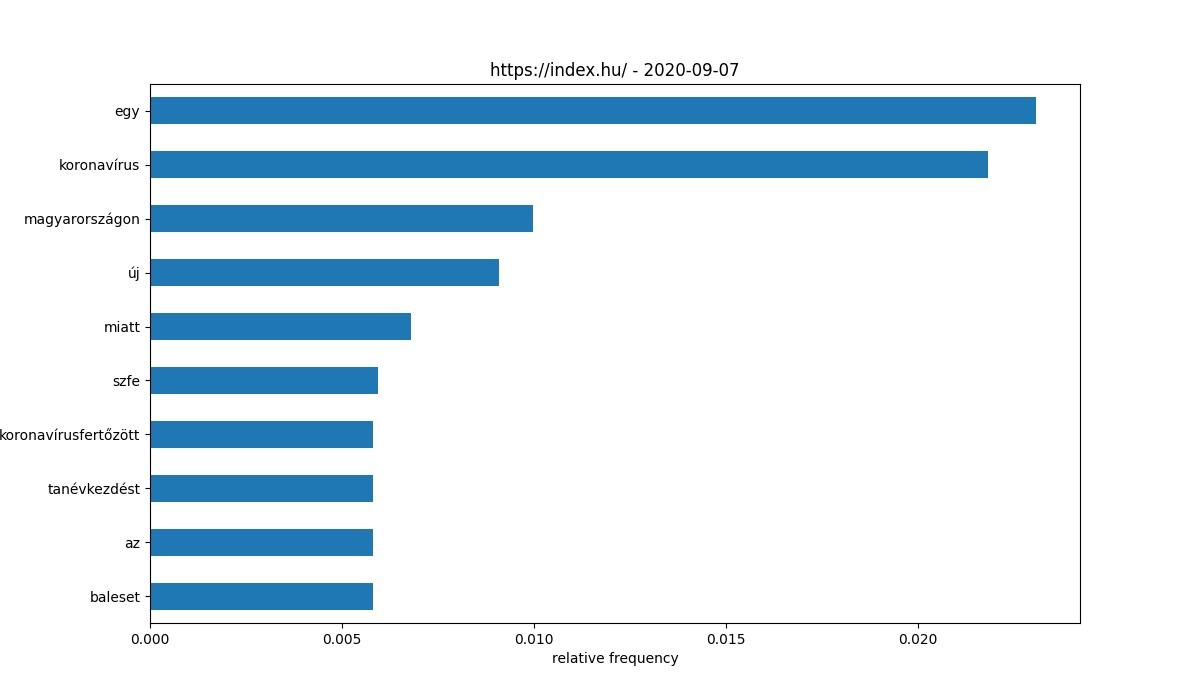 https://index.hu/ - 2020-09-07
egy
koronavírus
magyarországon
új
miatt
szfe
koronavírusfertőzött
tanévkezdést
az
baleset
0.000 0.005 0.010 0.015 0.020
relative frequency